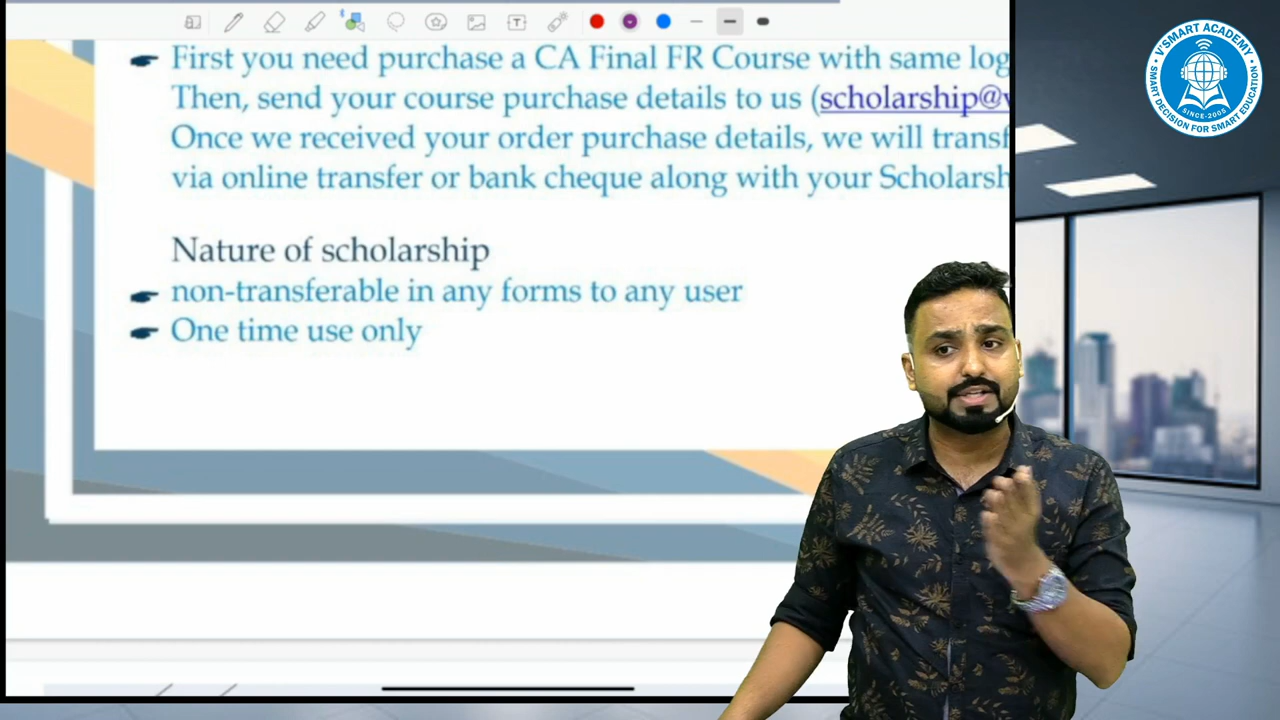 First you need purchase a CA Final FR Course with same log
Then, send your course purchase details to us (scholarship@
Once we received your order purchase details, we will transf
via online transfer or bank cheque along with your Scholarsh
Nature of scholarship
non-transferable in any forms to any user
One time use only
V'SMART ACADEMY
SINCE-2005
SMART DECISION FOR SMART EDUCATION